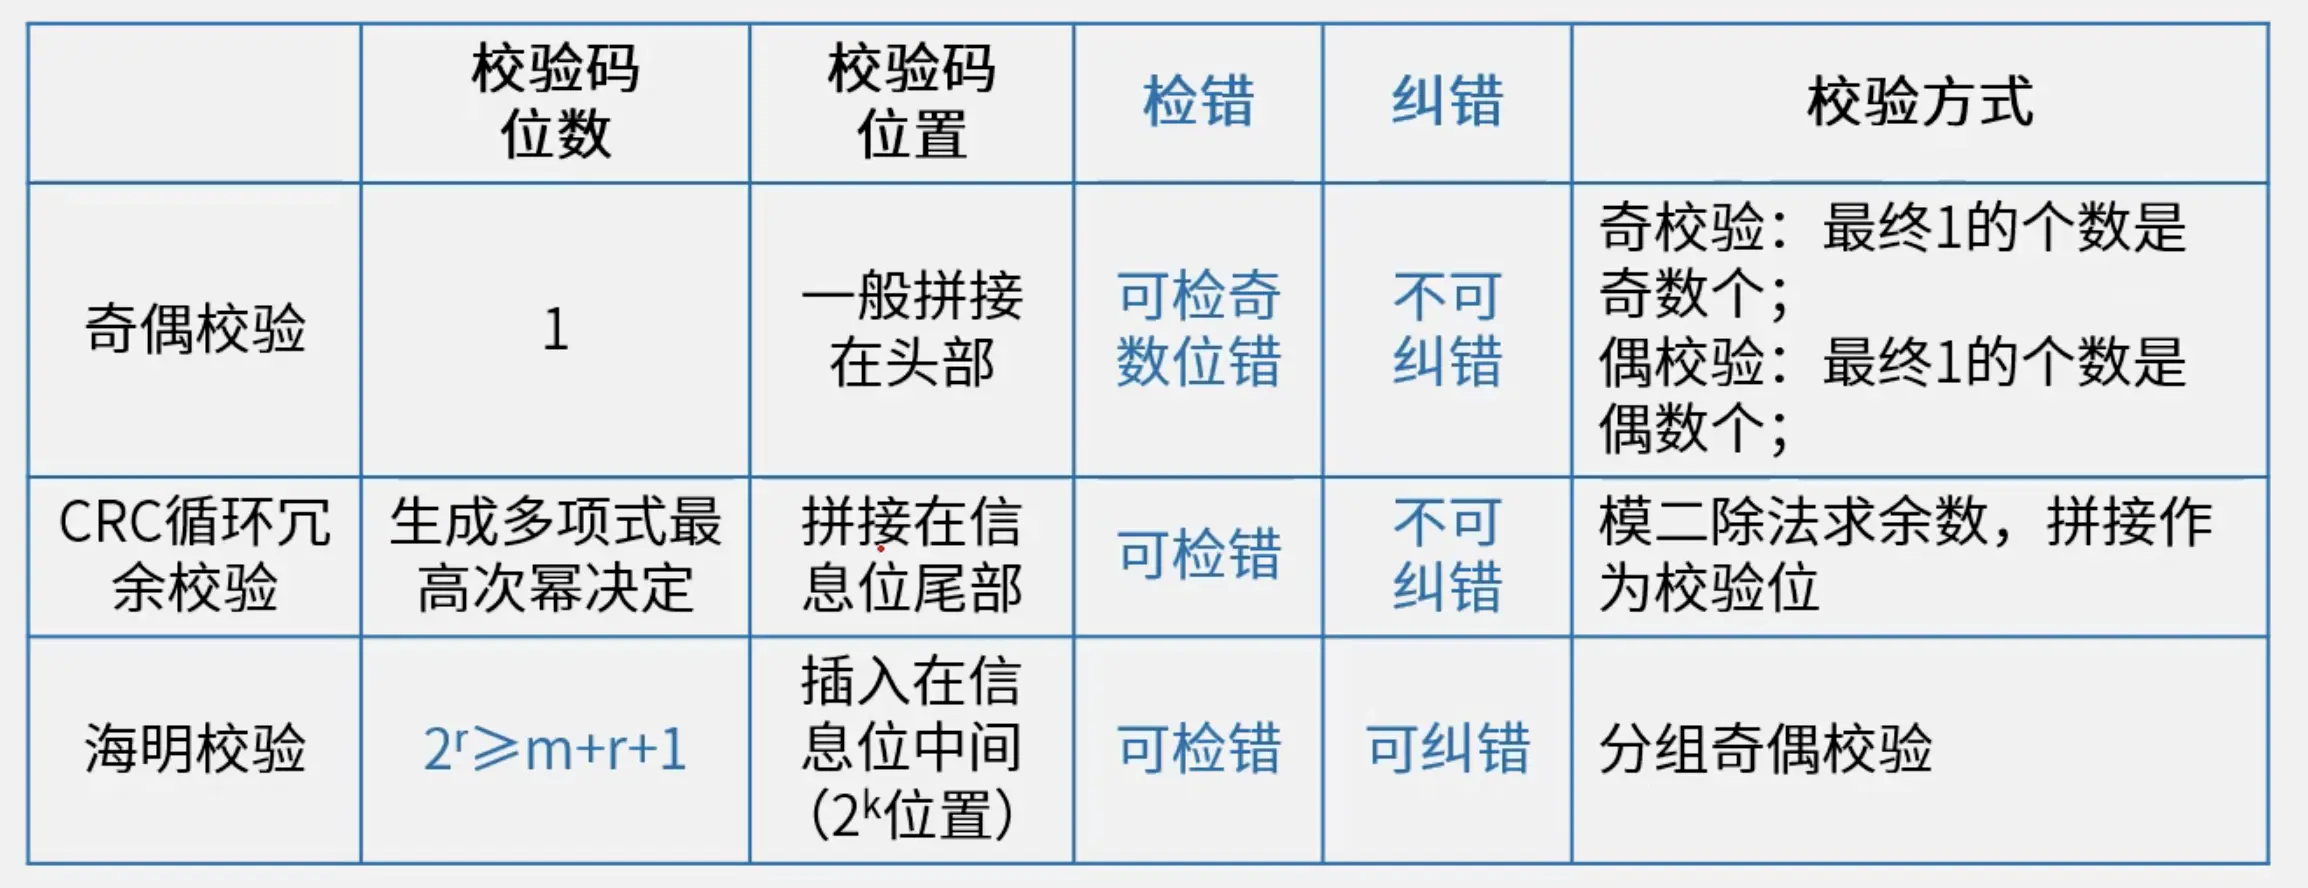 校验码
位数
校验码
位置
检错
纠错
校验方式
奇偶校验
1
一般拼接
在头部
可检奇
数位错
不可
纠错
奇校验：最终1的个数是
奇数个；
偶校验：最终1的个数是
偶数个；
CRC循环冗
余校验
生成多项式最
高次幂决定
拼接在信
息位尾部
可检错
不可
纠错
模二除法求余数，拼接作
为校验位
海明校验
2ʳ⩾m+r+1
插入在信
息位中间
（2ᵏ位置）
可检错
可纠错
分组奇偶校验